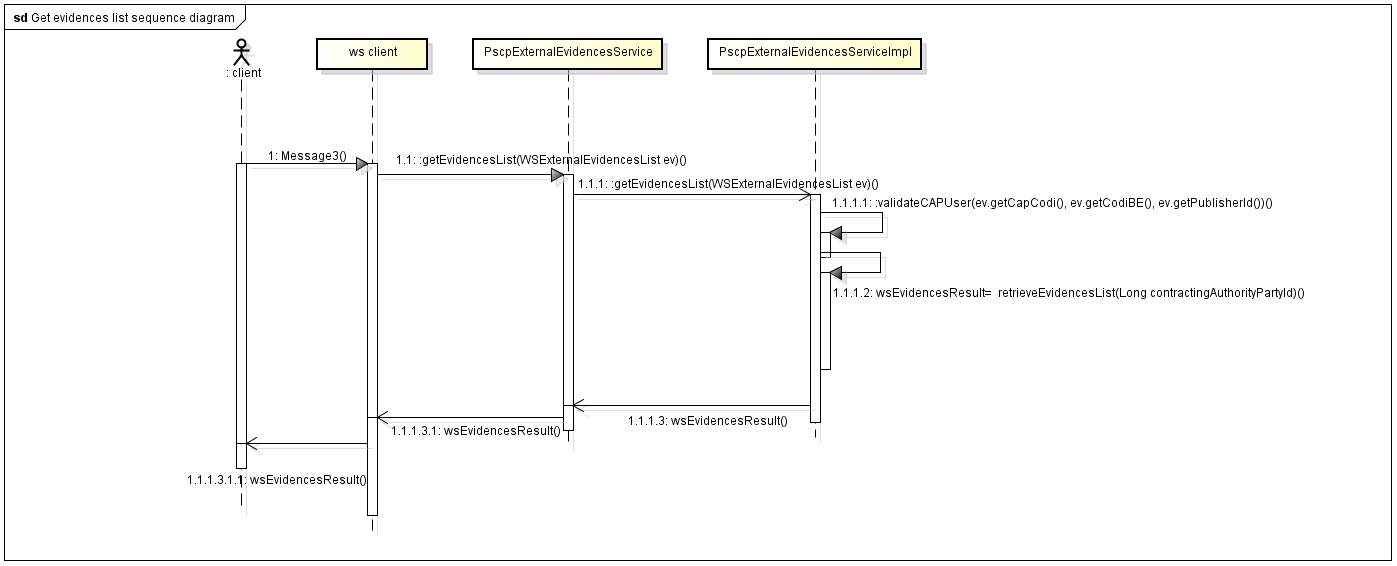 sd Get evidences list sequence diagram
: client
ws client
PscpExternalEvidencesService
PscpExternalEvidencesServiceImpl
1: Message3()
1.1: :getEvidencesList(WSExternalEvidencesList ev)()
1.1.1: :getEvidencesList(WSExternalEvidencesList ev)()
1.1.1.1: :validateCAPUser(ev.getCapCodi(), ev.getCodiBE(), ev.getPublisherId())()
1.1.1.2: wsEvidencesResult= retrieveEvidencesList(Long contractingAuthorityPartyId)()
1.1.1.3: wsEvidencesResult()
1.1.1.3.1: wsEvidencesResult()
1.1.1.3.1.1: wsEvidencesResult()